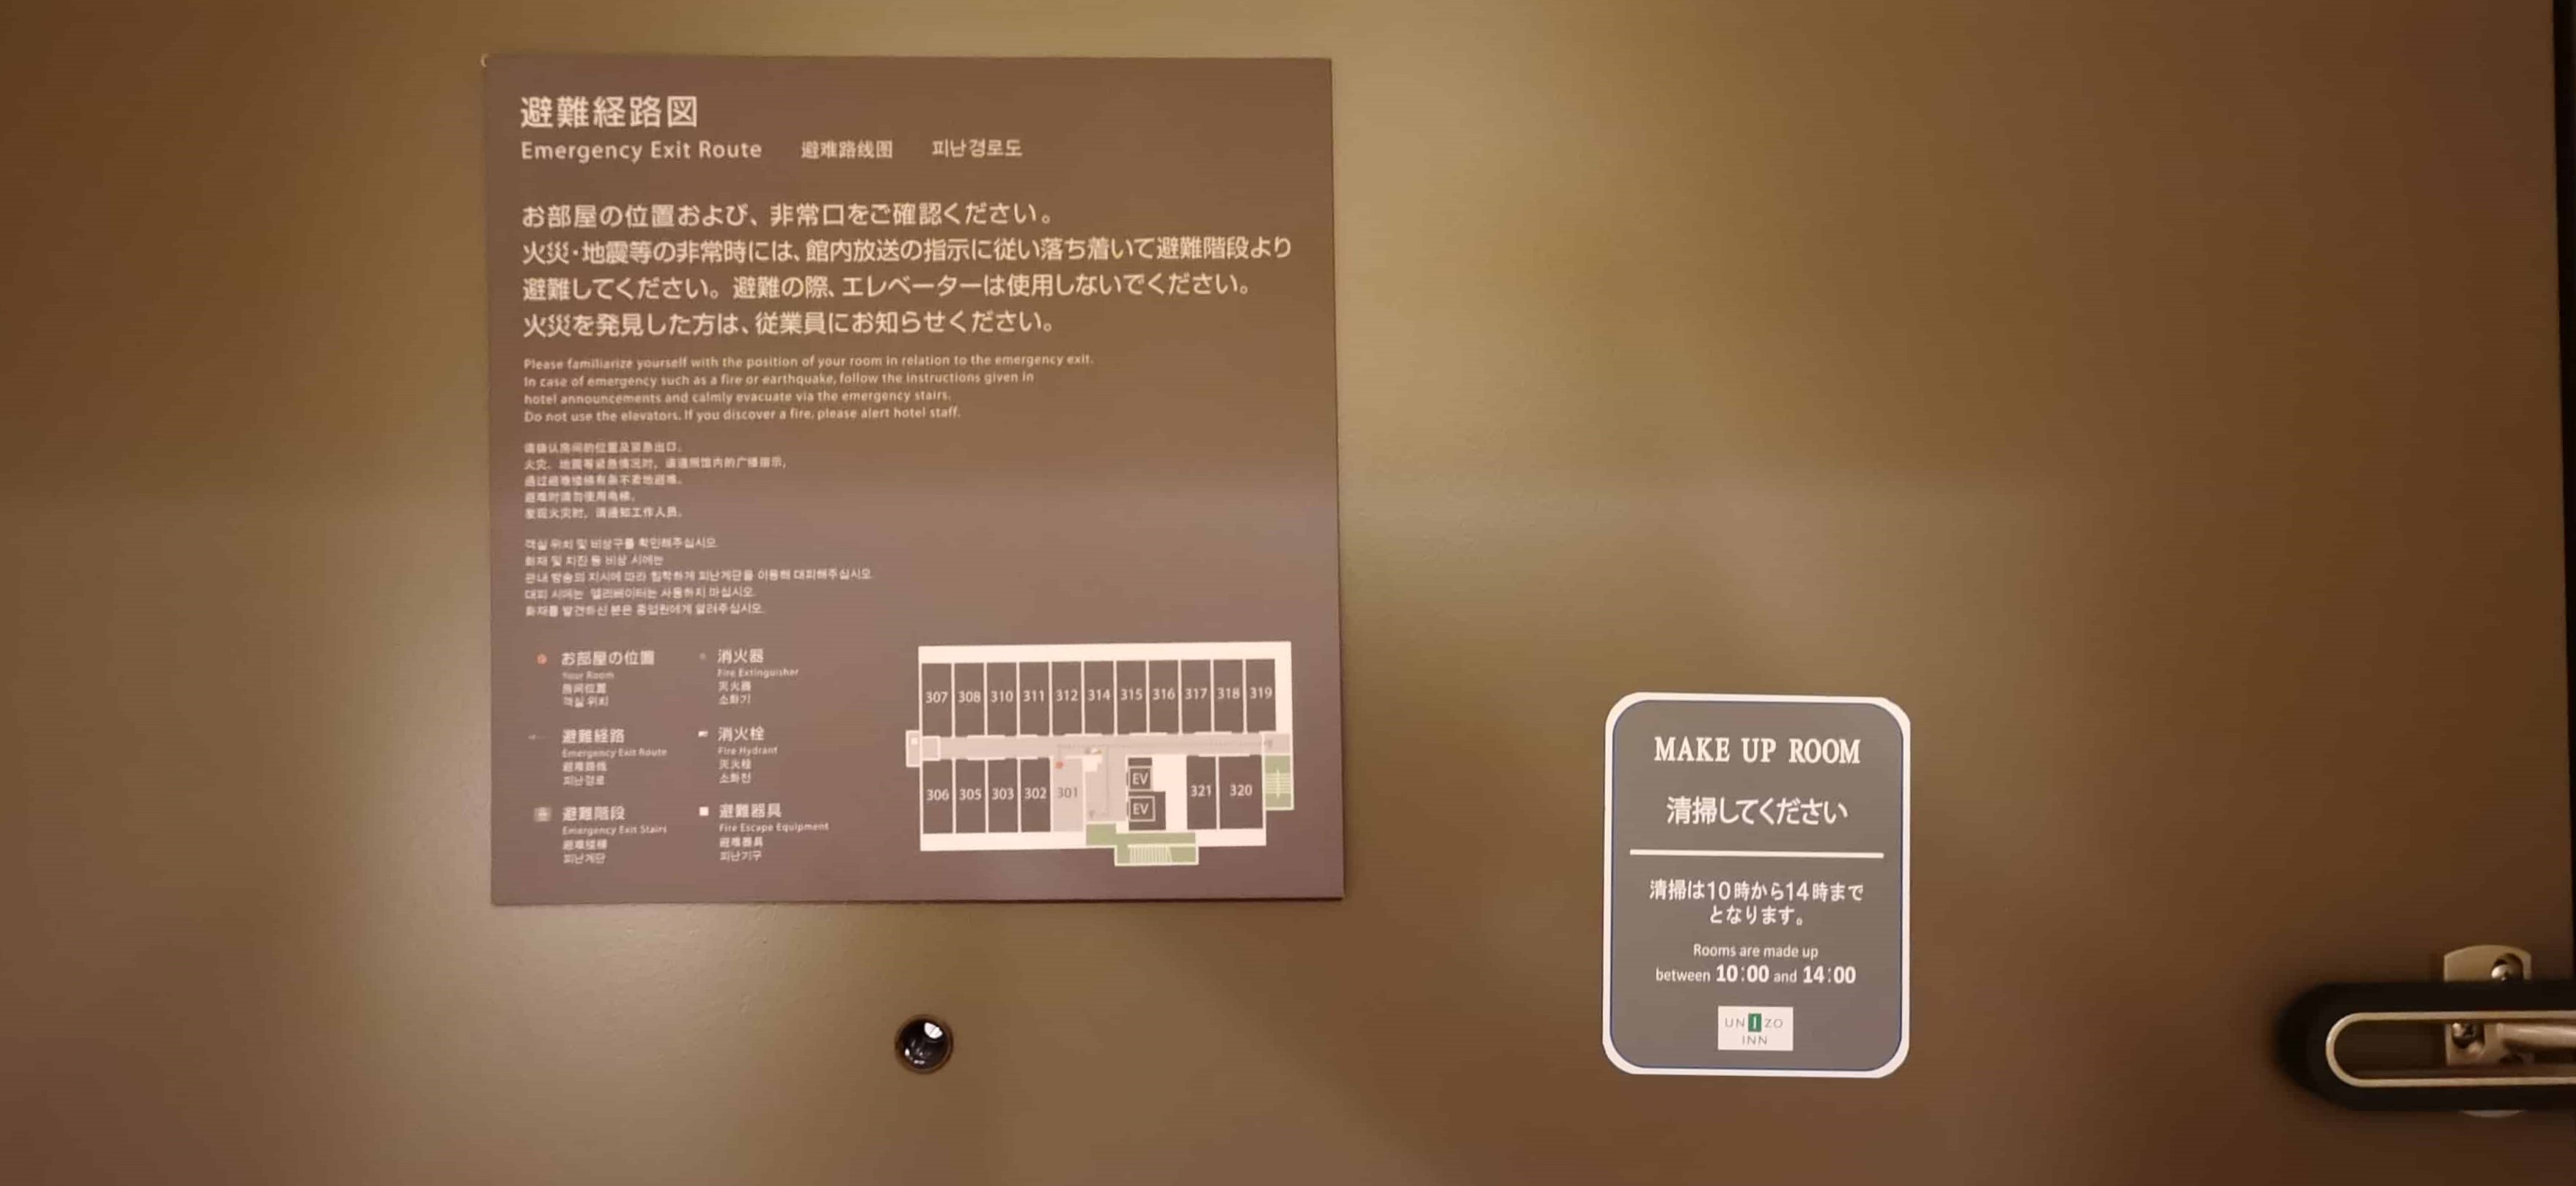 避難経路図
Emergency Exit Route 避难路线图 피난경로도
お部屋の位置および、非常口をご確認ください。
火災・地震等の非常時には、館内放送の指示に従い落ち着いて避難階段より
避難してください。避難の際、エレベーターは使用しないでください。
火災を発見した方は、従業員にお知らせください。
Please familiarize yourself with the position of your room in relation to the emergency exit.
In case of emergency such as a fire or earthquake, follow the instructions given in
hotel announcements and calmly evacuate via the emergency stairs.
Do not use the elevators. If you discover a fire, please alert hotel staff.
请确认房间的位置及紧急出口。
火灾、地震等紧急情况时，请遵照馆内的广播指示，
通过避难楼梯有条不紊地避难。
避难时请勿使用电梯。
发现火灾时，请通知工作人员。
객실 위치 및 비상구를 확인해주십시오.
화재 및 지진 등 비상 시에는
관내 방송의 지시에 따라 침착하게 피난계단을 이용해 대피해주십시오.
대피 시에는 엘리베이터는 사용하지 마십시오.
화재를 발견하신 분은 종업원에게 알려주십시오.
お部屋の位置
Your Room
房间位置
객실 위치
避難経路
Emergency Exit Route
避难路线
피난경로
避難階段
Emergency Exit Stairs
避难楼梯
피난계단
消火器
Fire Extinguisher
灭火器
소화기
消火栓
Fire Hydrant
灭火栓
소화전
避難器具
Fire Escape Equipment
避难器具
피난기구
307 308 310 311 312 314 315 316 317 318 319
306 305 303 302 301 EV EV 321 320
MAKE UP ROOM
清掃してください
清掃は10時から14時まで
となります。
Rooms are made up
between 10:00 and 14:00
UNIZO
INN